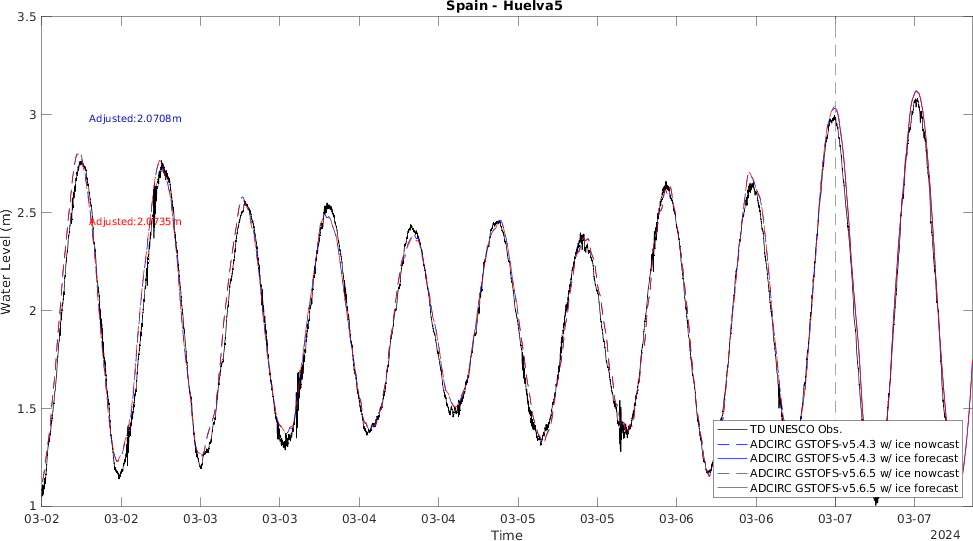 Spain - Huelva5
3.5
3
2.5
2
1.5
1
Water Level (m)
Adjusted:2.0708m
Adjusted:2.0735m
TD UNESCO Obs.
ADCIRC GSTOFS-v5.4.3 w/ ice nowcast
ADCIRC GSTOFS-v5.4.3 w/ ice forecast
ADCIRC GSTOFS-v5.6.5 w/ ice nowcast
ADCIRC GSTOFS-v5.6.5 w/ ice forecast
03-02 03-02 03-03 03-03 03-04 03-04 03-05 03-05 03-06 03-06 03-07 03-07
Time
2024